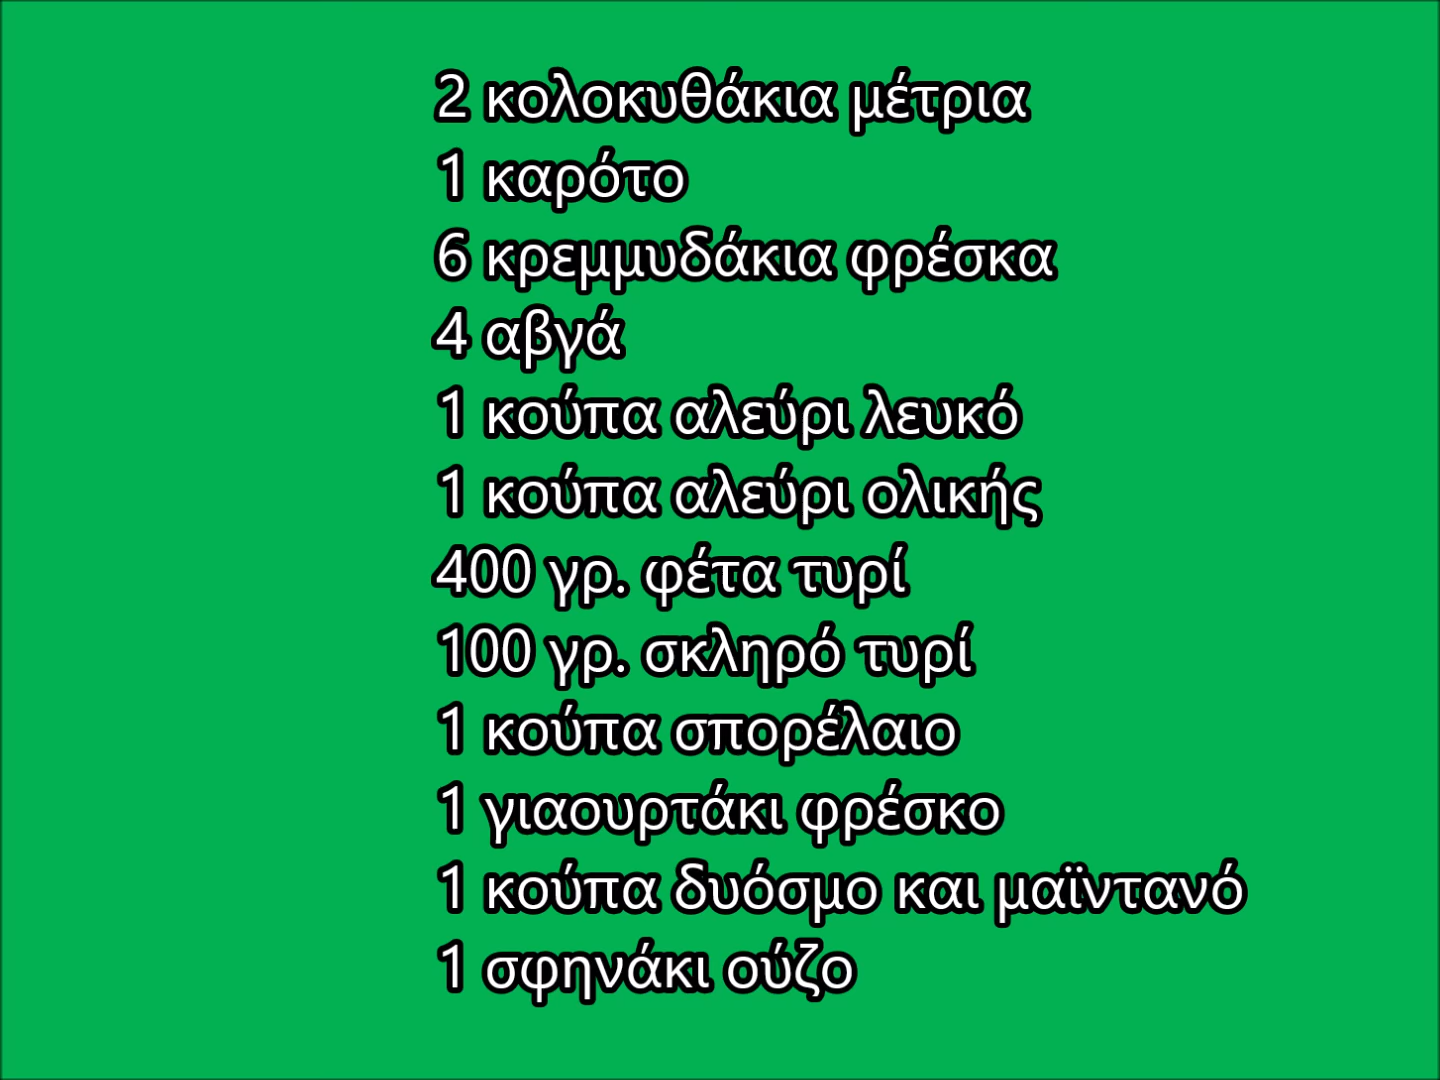 2 κολοκυθάκια μέτρια
1 καρότο
6 κρεμμυδάκια φρέσκα
4 αβγά
1 κούπα αλεύρι λευκό
1 κούπα αλεύρι ολικής
400 γρ. φέτα τυρί
100 γρ. σκληρό τυρί
1 κούπα σπορέλαιο
1 γιαουρτάκι φρέσκο
1 κούπα δυόσμο και μαϊντανό
1 σφηνάκι ούζο